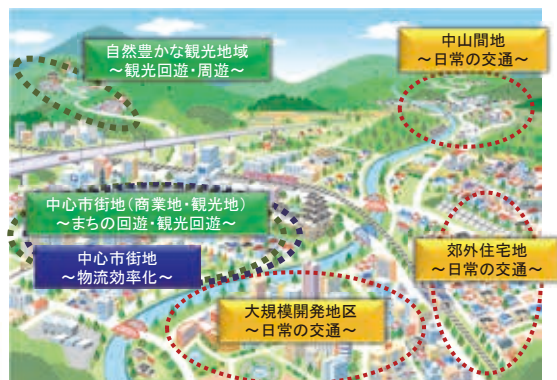 自然豊かな観光地域
～観光回遊・周遊～
中山間地
～日常の交通～
中心市街地(商業地・観光地)
～まちの回遊・観光回遊～
中心市街地
～物流効率化～
郊外住宅地
～日常の交通～
大規模開発地区
～日常の交通～